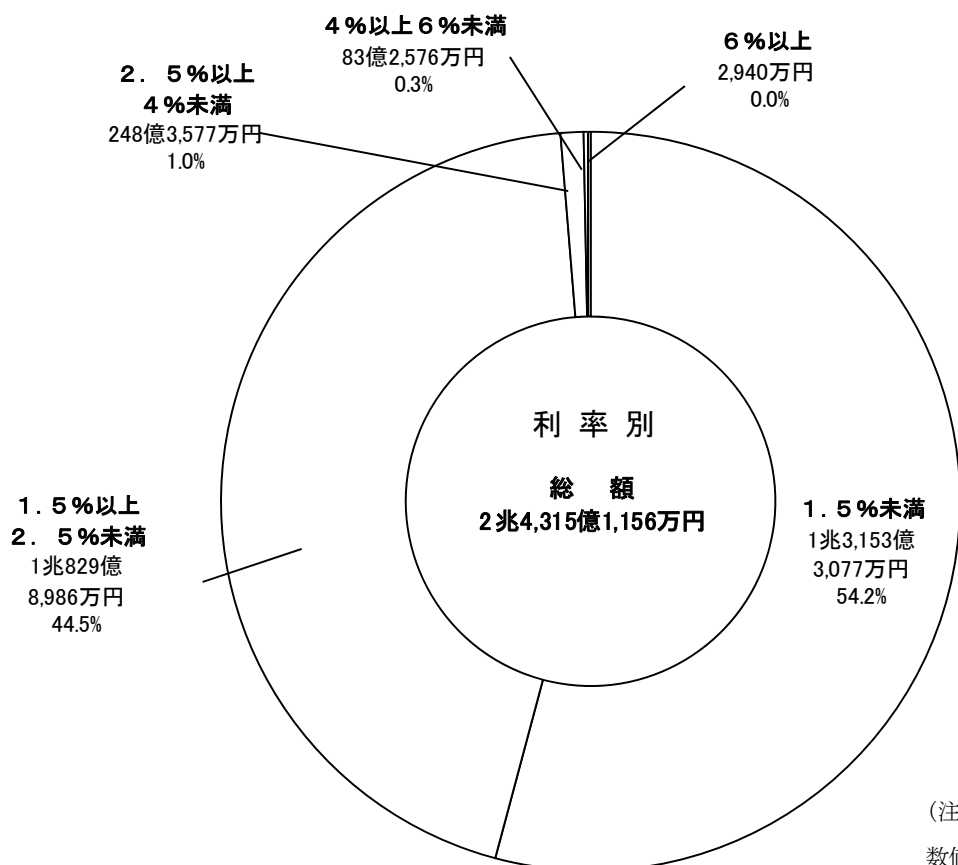 ４％以上６％未満
83億2,576万円
0.3%
６％以上
2,940万円
0.0%
２．５％以上
４％未満
248億3,577万円
1.0%
利 率 別
総 額
２兆4,315億1,156万円
１.５％以上
２．５％未満
1兆829億
8,986万円
44.5%
１.５％未満
1兆3,153億
3,077万円
54.2%
（注
数値